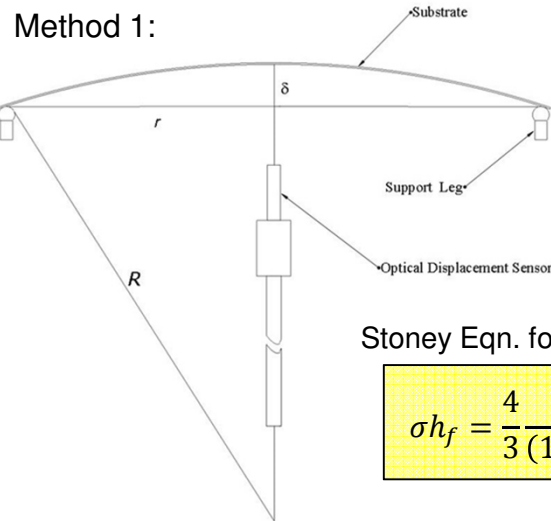 Method 1:
•Substrate
δ
r
Support Leg•
R
•Optical Displacement Sensor
Stoney Eqn. fo
σh_f = 4/3 (1